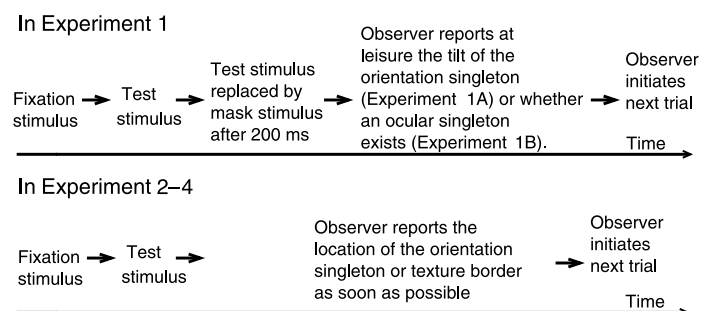 In Experiment 1
Fixation
stimulus
Test
stimulus
Test stimulus
replaced by
mask stimulus
after 200 ms
Observer reports at
leisure the tilt of the
orientation singleton
(Experiment 1A) or whether
an ocular singleton
exists (Experiment 1B).
Observer
initiates
next trial
Time
In Experiment 2–4
Fixation
stimulus
Test
stimulus
Observer reports the
location of the orientation
singleton or texture border
as soon as possible
Observer
initiates
next trial
Time